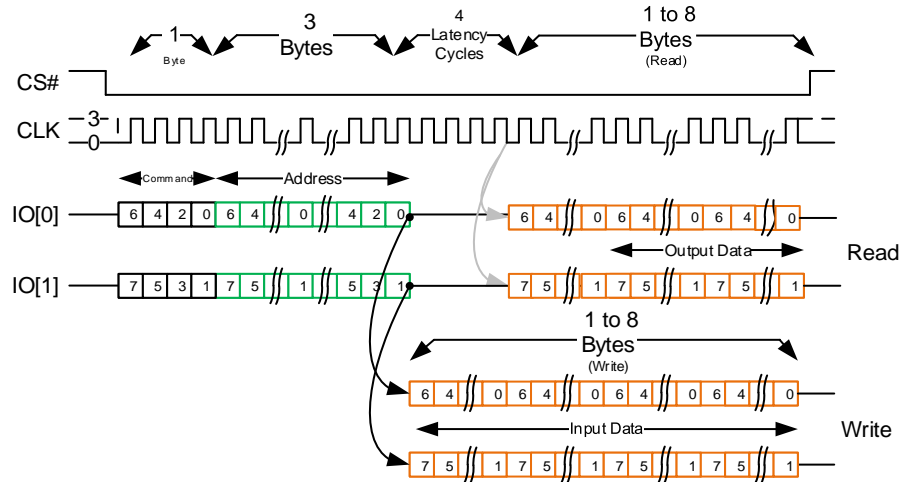 1
Byte
3
Bytes
4
Latency
Cycles
1 to 8
Bytes
(Read)
CS#
CLK
3
0
Command
Address
IO[0]
6 4 2 0 6 4 0 4 2 0
6 4 0 6 4 0 6 4 0
Output Data
Read
IO[1]
7 5 3 1 7 5 1 5 3 1
7 5 1 7 5 1 7 5 1
1 to 8
Bytes
(Write)
6 4 0 6 4 0 6 4 0 6 4 0
Input Data
Write
7 5 1 7 5 1 7 5 1 7 5 1